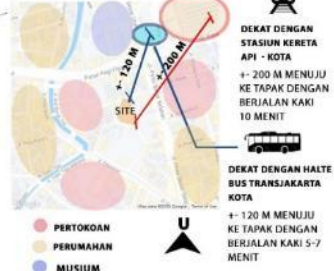 DEKAT DENGAN
STASIUN KERETA
API - KOTA
+- 200 M MENUJU
KE TAPAK DENGAN
BERJALAN KAKI
10 MENIT
+- 120 M
+-200 M
SITE
DEKAT DENGAN HALTE
BUS TRANSJAKARTA
KOTA
+- 120 M MENUJU
KE TAPAK DENGAN
BERJALAN KAKI 5-7
MENIT
PERTOKOAN
PERUMAHAN
MUSIUM
U